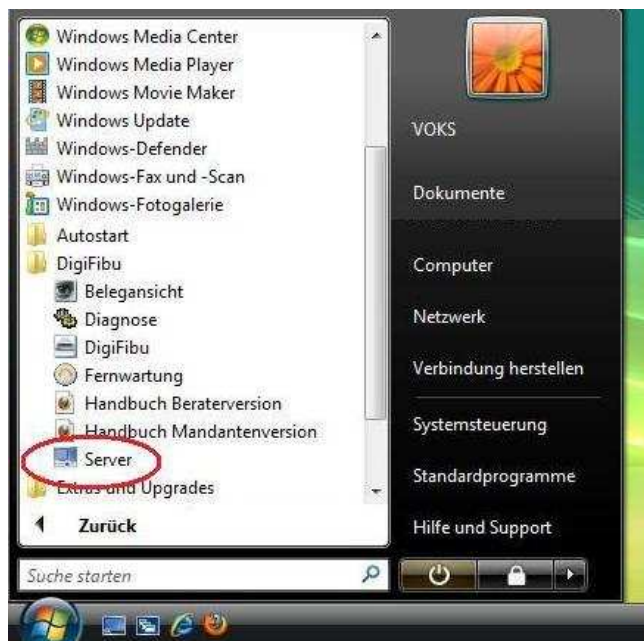 Windows Media Center
Windows Media Player
Windows Movie Maker
Windows Update
Windows-Defender
Windows-Fax und -Scan
Windows-Fotogalerie
Autostart
DigiFibu
Belegansicht
Diagnose
DigiFibu
Fernwartung
Handbuch Beraterversion
Handbuch Mandantenversion
Server
Extras und Upgrades
Zurück
Suche starten
VOKS
Dokumente
Computer
Netzwerk
Verbindung herstellen
Systemsteuerung
Standardprogramme
Hilfe und Support